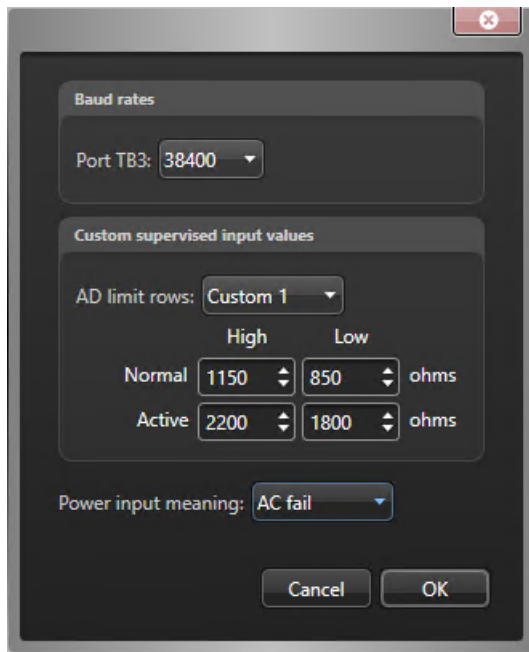 Baud rates
Port TB3: 38400
Custom supervised input values
AD limit rows: Custom 1
High Low
Normal 1150 850 ohms
Active 2200 1800 ohms
Power input meaning: AC fail
Cancel OK